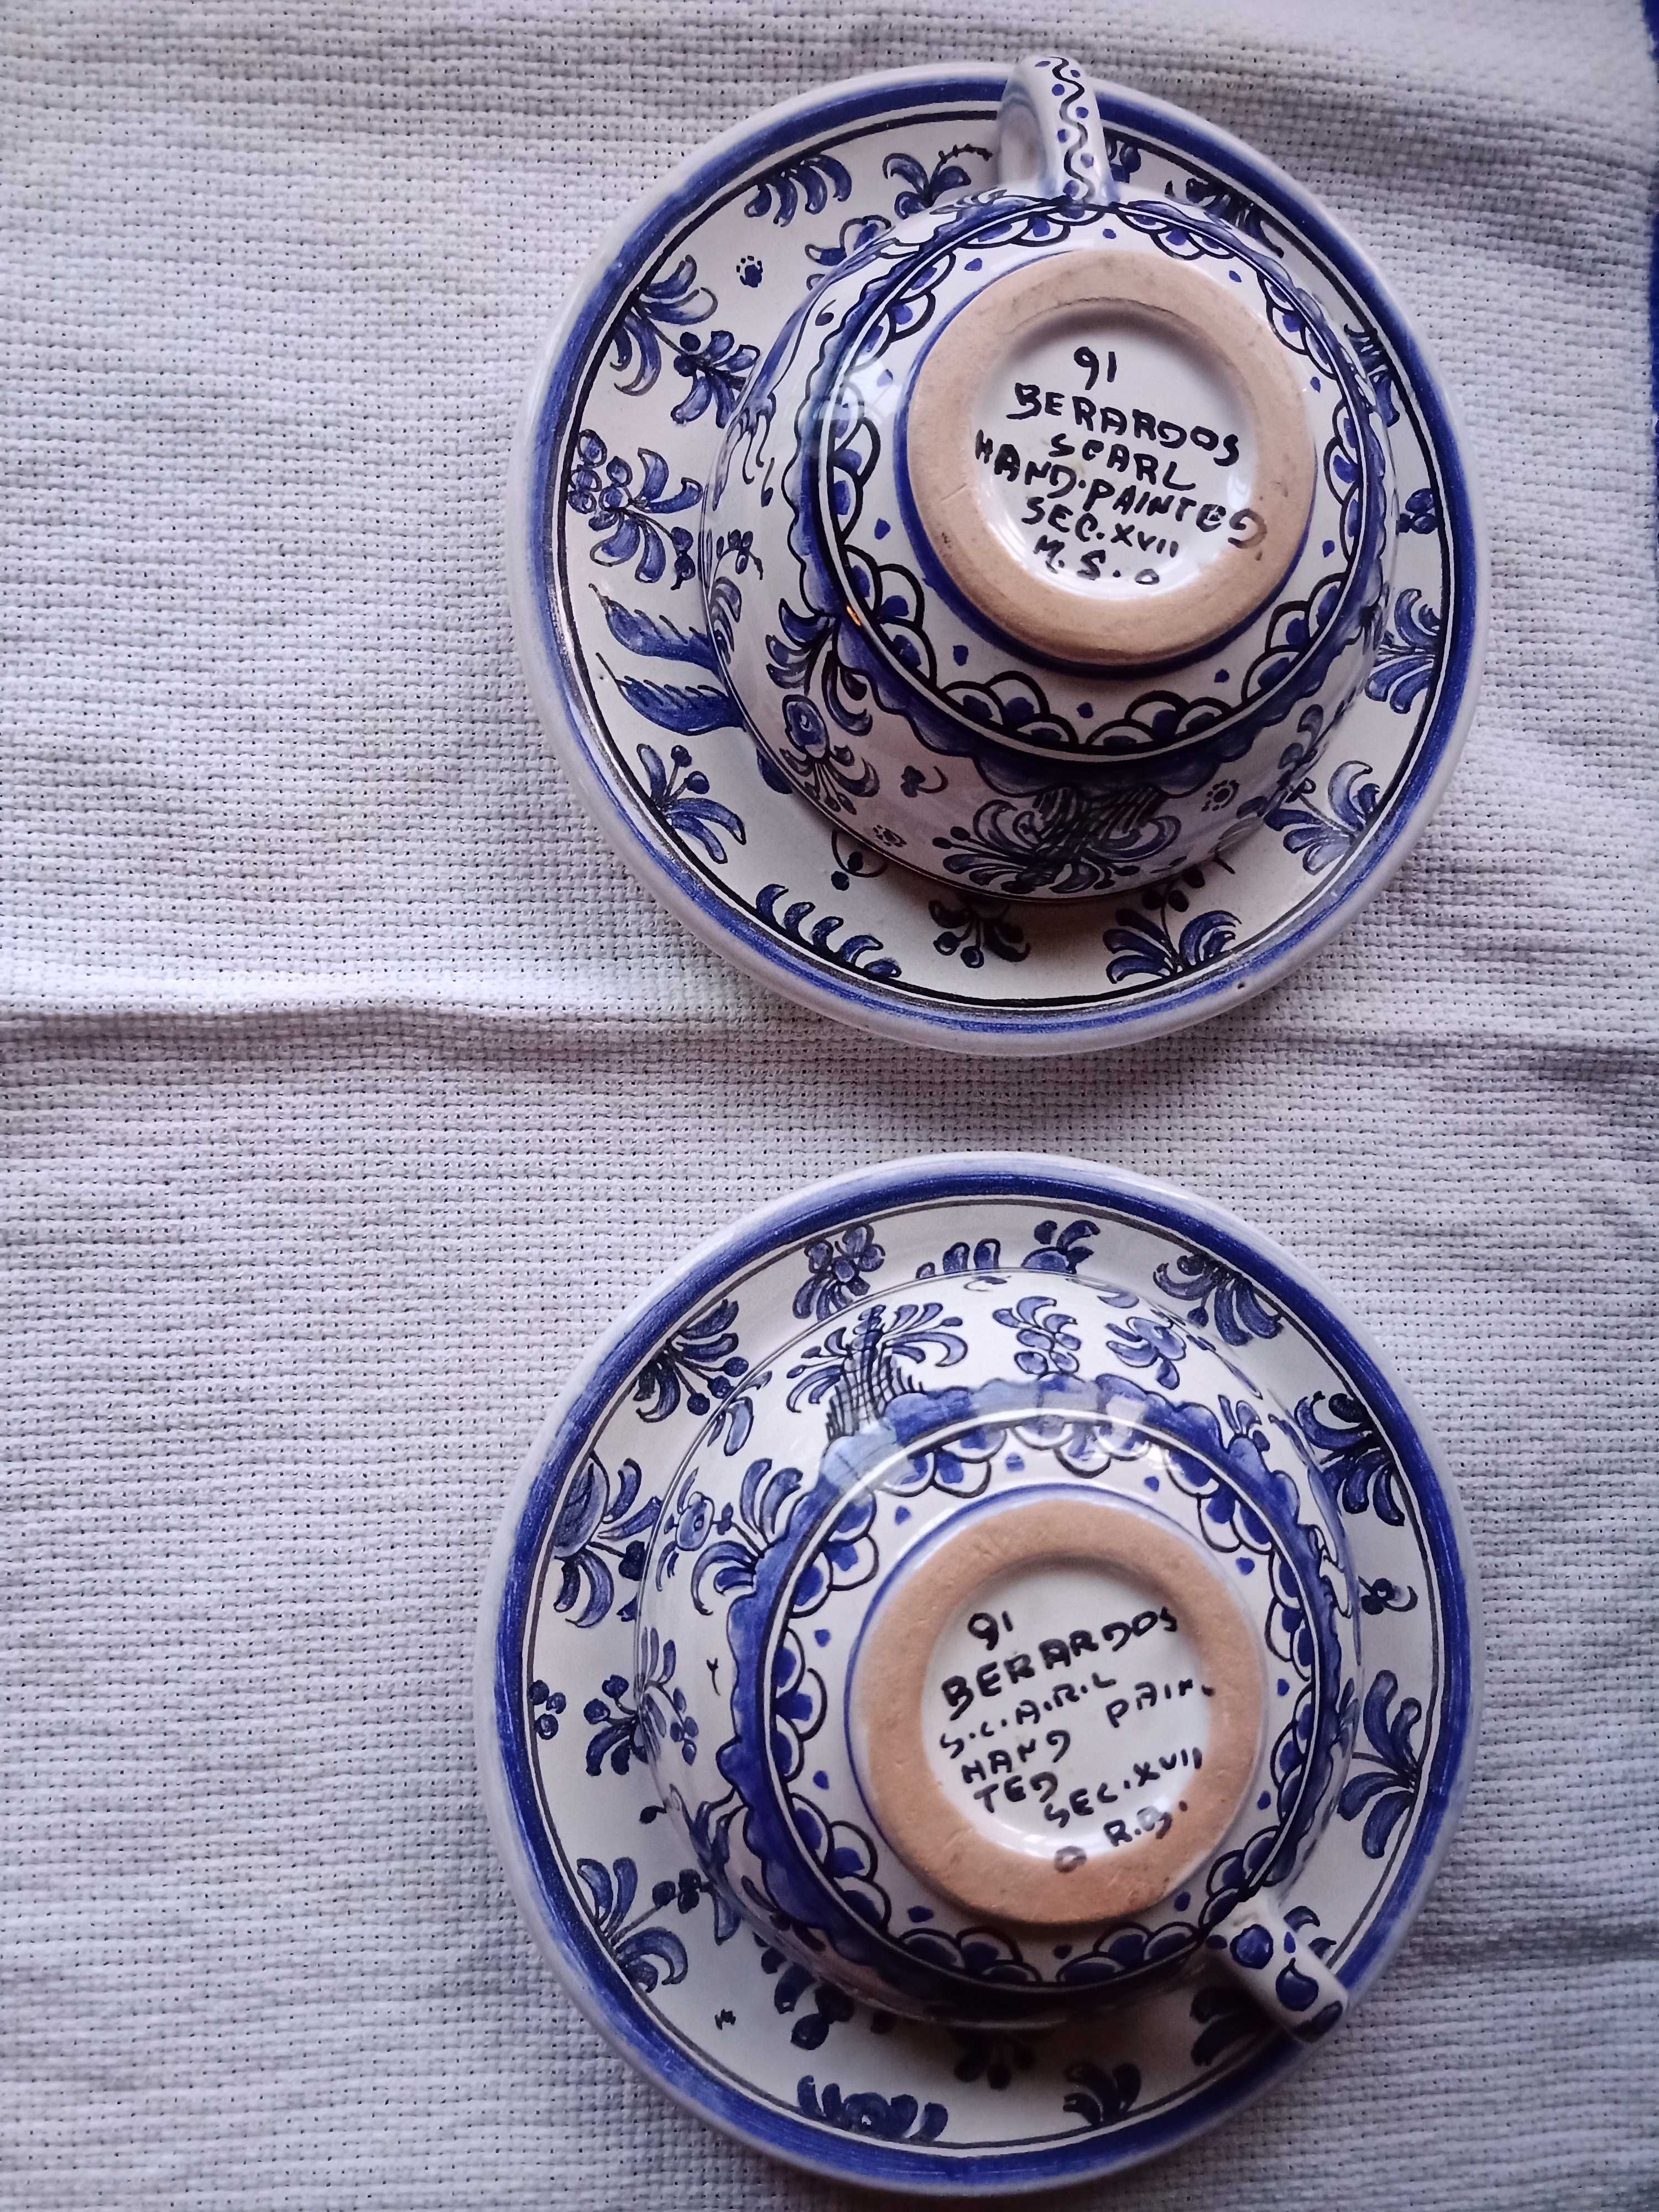 91
BERARDOS
SCARL
HAND.PAINTED
SEC.XVII
M.S.O
91
BERARDOS
S.C.A.R.L
HAND PAIN.
TED
SEC.XVII
O R.B.